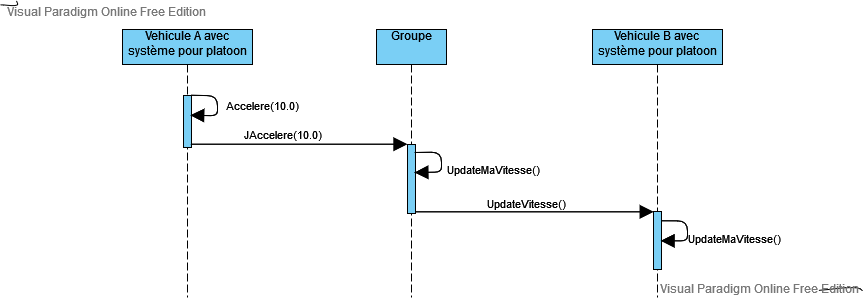 Visual Paradigm Online Free Edition
Vehicule A avec
système pour platoon
Groupe
Vehicule B avec
système pour platoon
Accelere(10.0)
JAccelere(10.0)
UpdateMaVitesse()
UpdateVitesse()
UpdateMaVitesse()
Visual Paradigm Online Free Edition